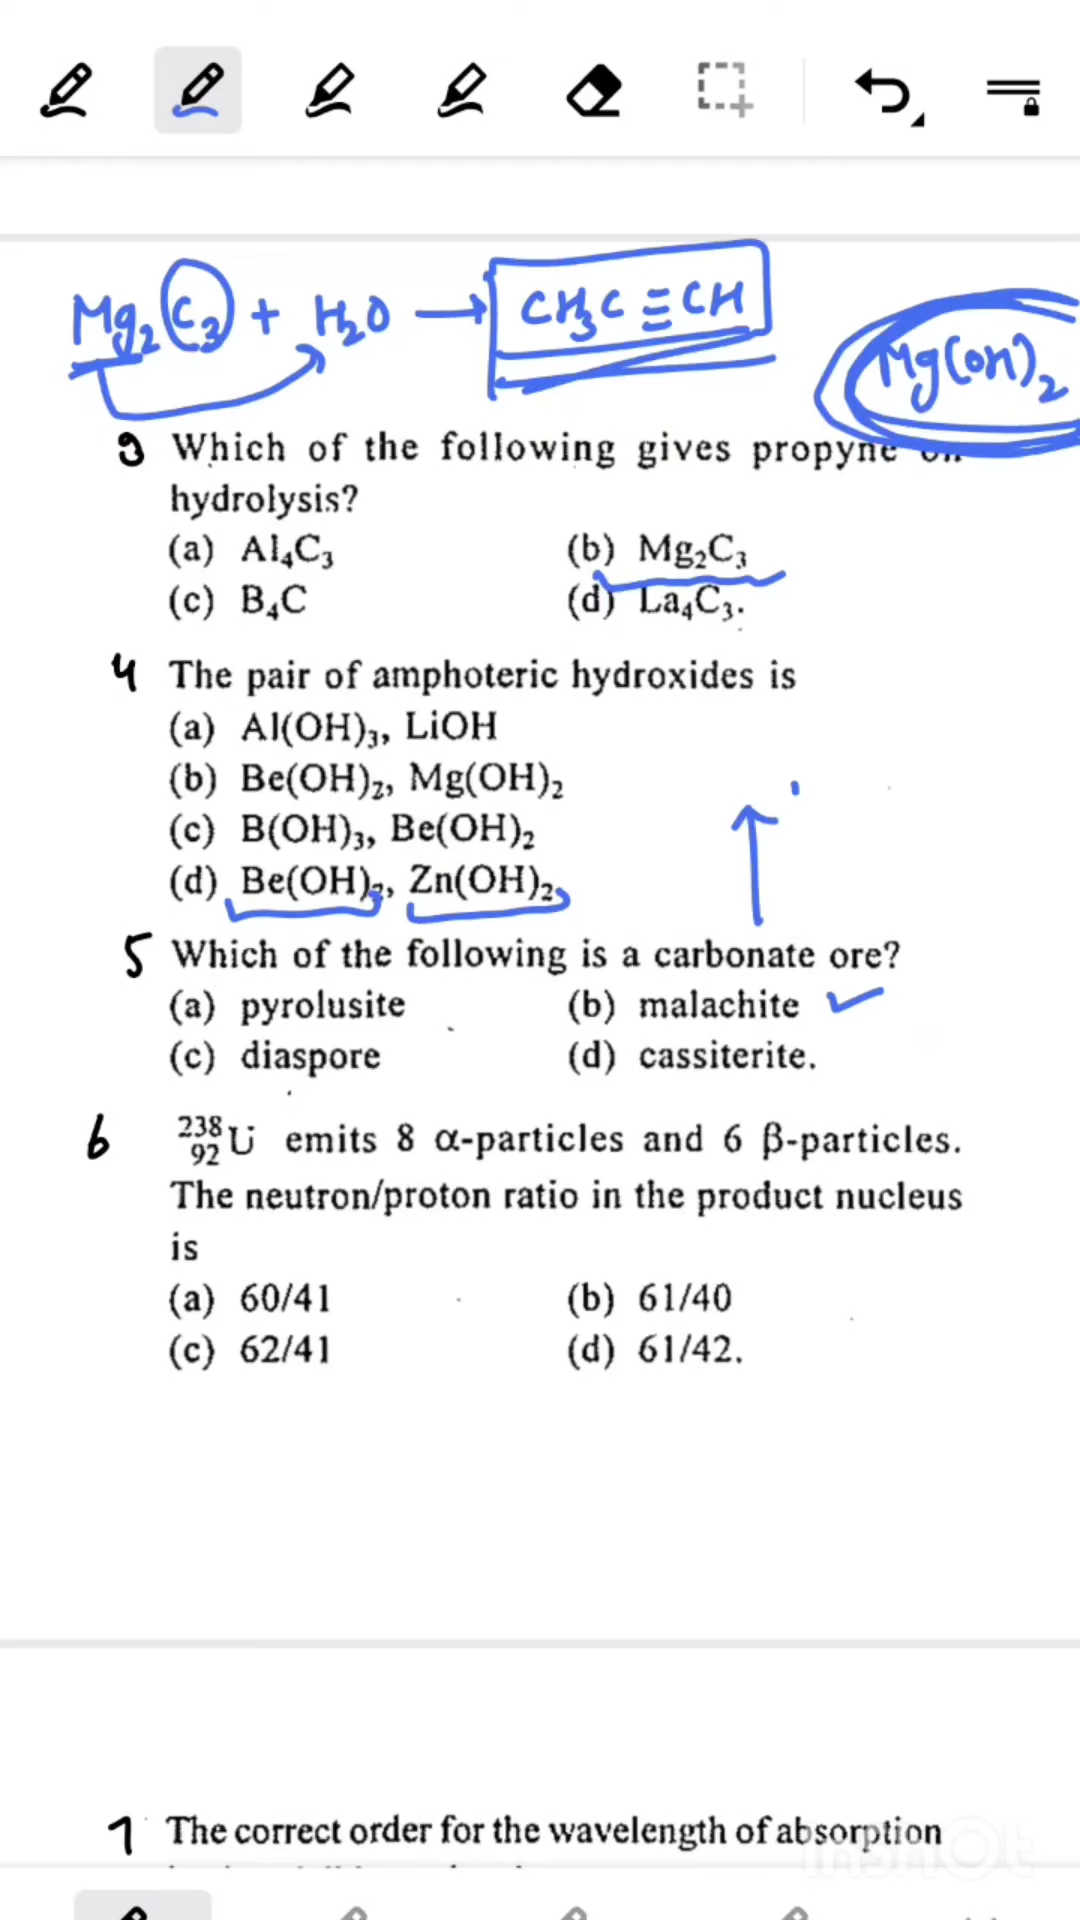 Mg₂C₃ + H₂O → CH₃C≡CH
Mg(OH)₂
3 Which of the following gives propyne on
hydrolysis?
(a) Al₄C₃ (b) Mg₂C₃
(c) B₄C (d) La₄C₃.
4 The pair of amphoteric hydroxides is
(a) Al(OH)₃, LiOH
(b) Be(OH)₂, Mg(OH)₂
(c) B(OH)₃, Be(OH)₂
(d) Be(OH)₂, Zn(OH)₂
5 Which of the following is a carbonate ore?
(a) pyrolusite (b) malachite
(c) diaspore (d) cassiterite.
6 ²³⁸₉₂U emits 8 α-particles and 6 β-particles.
The neutron/proton ratio in the product nucleus
is
(a) 60/41 (b) 61/40
(c) 62/41 (d) 61/42.
7 The correct order for the wavelength of absorption
InShOt